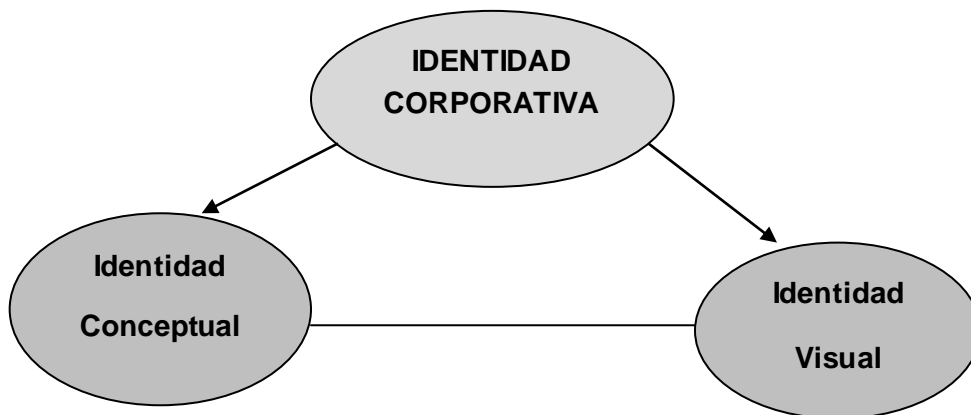 IDENTIDAD
CORPORATIVA
Identidad
Conceptual
Identidad
Visual